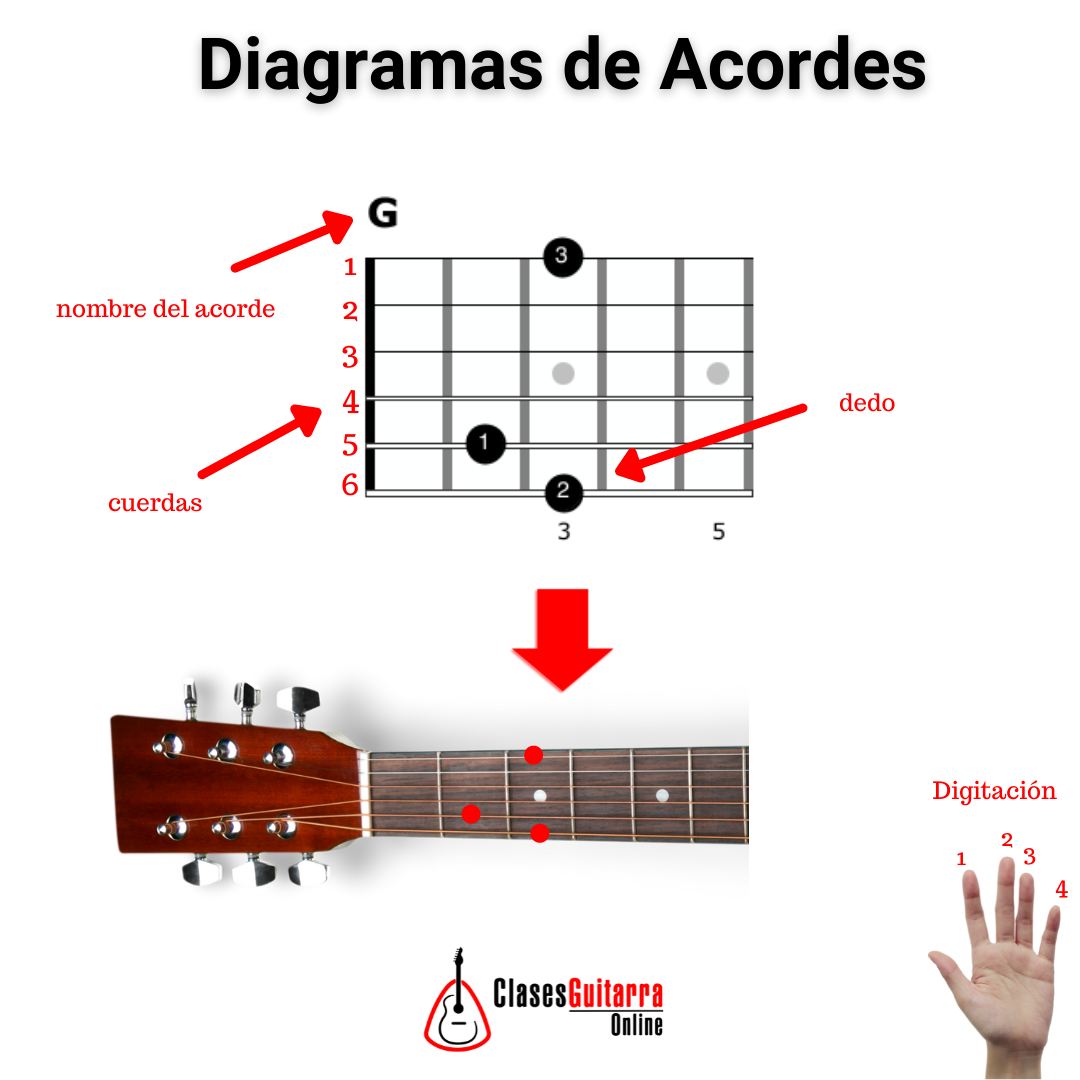 Diagramas de Acordes
G
nombre del acorde
cuerdas
dedo
1
2
3
4
5
6
3
1
2
3
5
Digitación
1
2
3
4
ClasesGuitarra
Online